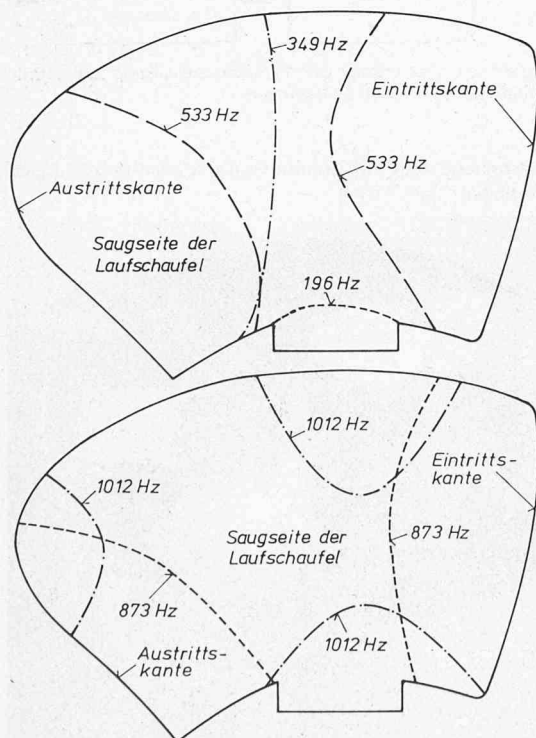 349 Hz
Eintrittskante
533 Hz
533 Hz
Austrittskante
Saugseite der
Laufschaufel
196 Hz
1012 Hz
Eintritts-
kante
1012 Hz
Saugseite der
Laufschaufel
873 Hz
873 Hz
1012 Hz
Austritts-
kante